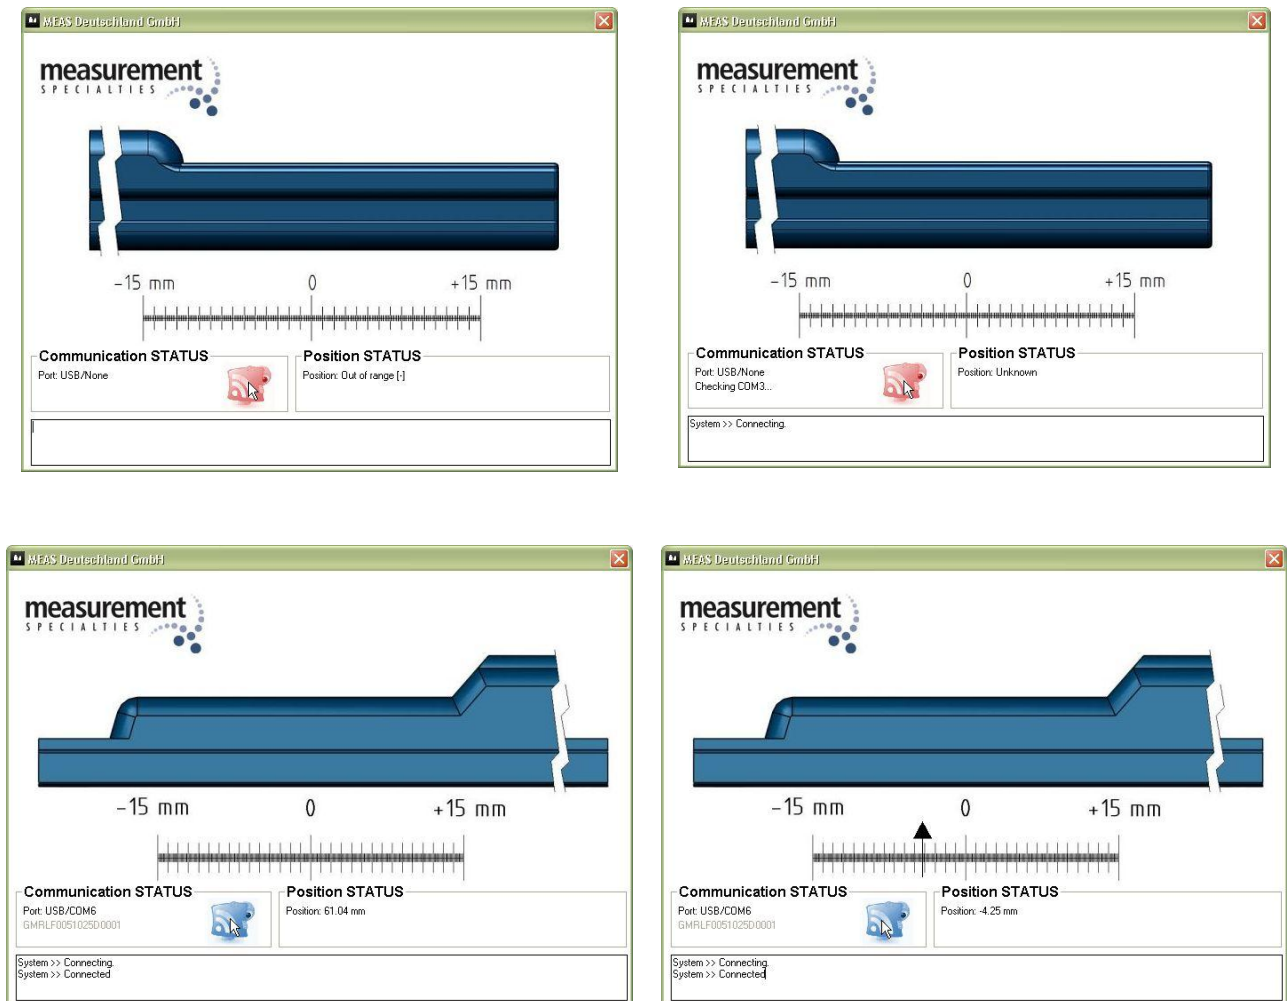 MEAS Deutschland GmbH
measurement
SPECIALTIES
-15 mm 0 +15 mm
Communication STATUS
Port: USB/None
Position STATUS
Position: Out of range [-]
MEAS Deutschland GmbH
measurement
SPECIALTIES
-15 mm 0 +15 mm
Communication STATUS
Port: USB/None
Checking COM3...
Position STATUS
Position: Unknown
System >> Connecting.
MEAS Deutschland GmbH
measurement
SPECIALTIES
-15 mm 0 +15 mm
Communication STATUS
Port: USB/COM6
GMRLF0051025D0001
Position STATUS
Position: 61.04 mm
System >> Connecting.
System >> Connected
MEAS Deutschland GmbH
measurement
SPECIALTIES
-15 mm 0 +15 mm
Communication STATUS
Port: USB/COM6
GMRLF0051025D0001
Position STATUS
Position: -4.25 mm
System >> Connecting.
System >> Connected